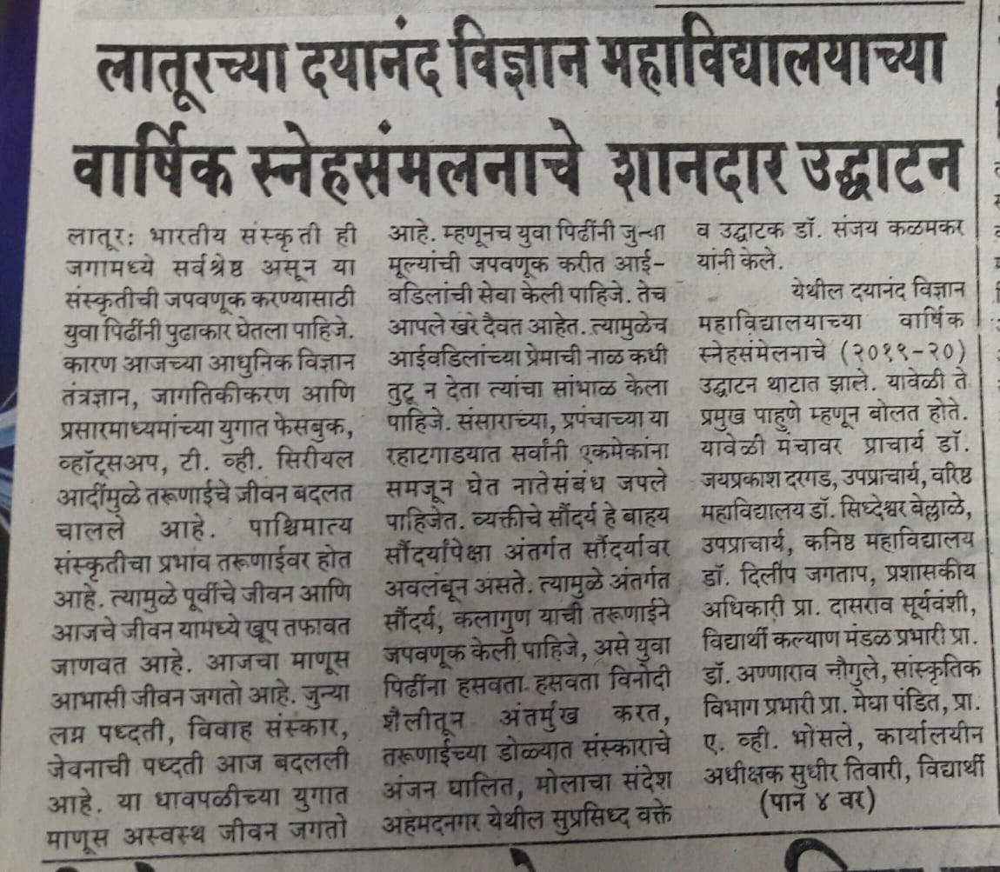 लातूरच्या दयानंद विज्ञान महाविद्यालयाच्या
वार्षिक स्नेहसंमलनाचे शानदार उद्घाटन
लातूरः भारतीय संस्कृती ही
जगामध्ये सर्वश्रेष्ठ असून या
संस्कृतीची जपवणूक करण्यासाठी
युवा पिढींनी पुढाकार घेतला पाहिजे.
कारण आजच्या आधुनिक विज्ञान
तंत्रज्ञान, जागतिकीकरण आणि
प्रसारमाध्यमांच्या युगात फेसबुक,
व्हॉट्सअप, टी. व्ही. सिरीयल
आदींमुळे तरूणाईचे जीवन बदलत
चालले आहे. पाश्चिमात्य
संस्कृतीचा प्रभाव तरूणाईवर होत
आहे. त्यामुळे पूर्वीचे जीवन आणि
आजचे जीवन यामध्ये खूप तफावत
जाणवत आहे. आजचा माणूस
आभासी जीवन जगतो आहे. जुन्या
लग्न पध्दती, विवाह संस्कार,
जेवनाची पध्दती आज बदलली
आहे. या धावपळीच्या युगात
माणूस अस्वस्थ जीवन जगतो
आहे. म्हणूनच युवा पिढींनी जुन्या
मूल्यांची जपवणूक करीत आई-
वडिलांची सेवा केली पाहिजे. तेच
आपले खरे दैवत आहेत. त्यामुळेच
आईवडिलांच्या प्रेमाची नाळ कधी
तुटू न देता त्यांचा सांभाळ केला
पाहिजे. संसाराच्या, प्रपंचाच्या या
रहाटगाडयात सर्वांनी एकमेकांना
समजून घेत नातेसंबंध जपले
पाहिजेत. व्यक्तीचे सौंदर्य हे बाहय
सौंदर्यापेक्षा अंतर्गत सौंदर्यावर
अवलंबून असते. त्यामुळे अंतर्गत
सौंदर्य, कलागुण याची तरूणाईने
जपवणूक केली पाहिजे, असे युवा
पिढींना हसवता हसवता विनोदी
शैलीतून अंतर्मुख करत,
तरूणाईच्या डोळ्यात संस्काराचे
अंजन घालित, मोलाचा संदेश
अहमदनगर येथील सुप्रसिध्द वक्ते
व उद्घाटक डॉ. संजय कळमकर
यांनी केले.
येथील दयानंद विज्ञान
महाविद्यालयाच्या वार्षिक
स्नेहसंमेलनाचे (२०१९-२०)
उद्घाटन थाटात झाले. यावेळी ते
प्रमुख पाहुणे म्हणून बोलत होते.
यावेळी मंचावर प्राचार्य डॉ.
जयप्रकाश दरगड, उपप्राचार्य, वरिष्ठ
महाविद्यालय डॉ. सिध्देश्वर बेल्लाळे,
उपप्राचार्य, कनिष्ठ महाविद्यालय
डॉ. दिलीप जगताप, प्रशासकीय
अधिकारी प्रा. दासराव सूर्यवंशी,
विद्यार्थी कल्याण मंडळ प्रभारी प्रा.
डॉ. अण्णाराव चौगुले, सांस्कृतिक
विभाग प्रभारी प्रा. मेघा पंडित, प्रा.
ए. व्ही. भोसले, कार्यालयीन
अधीक्षक सुधीर तिवारी, विद्यार्थी
(पान ४ वर)